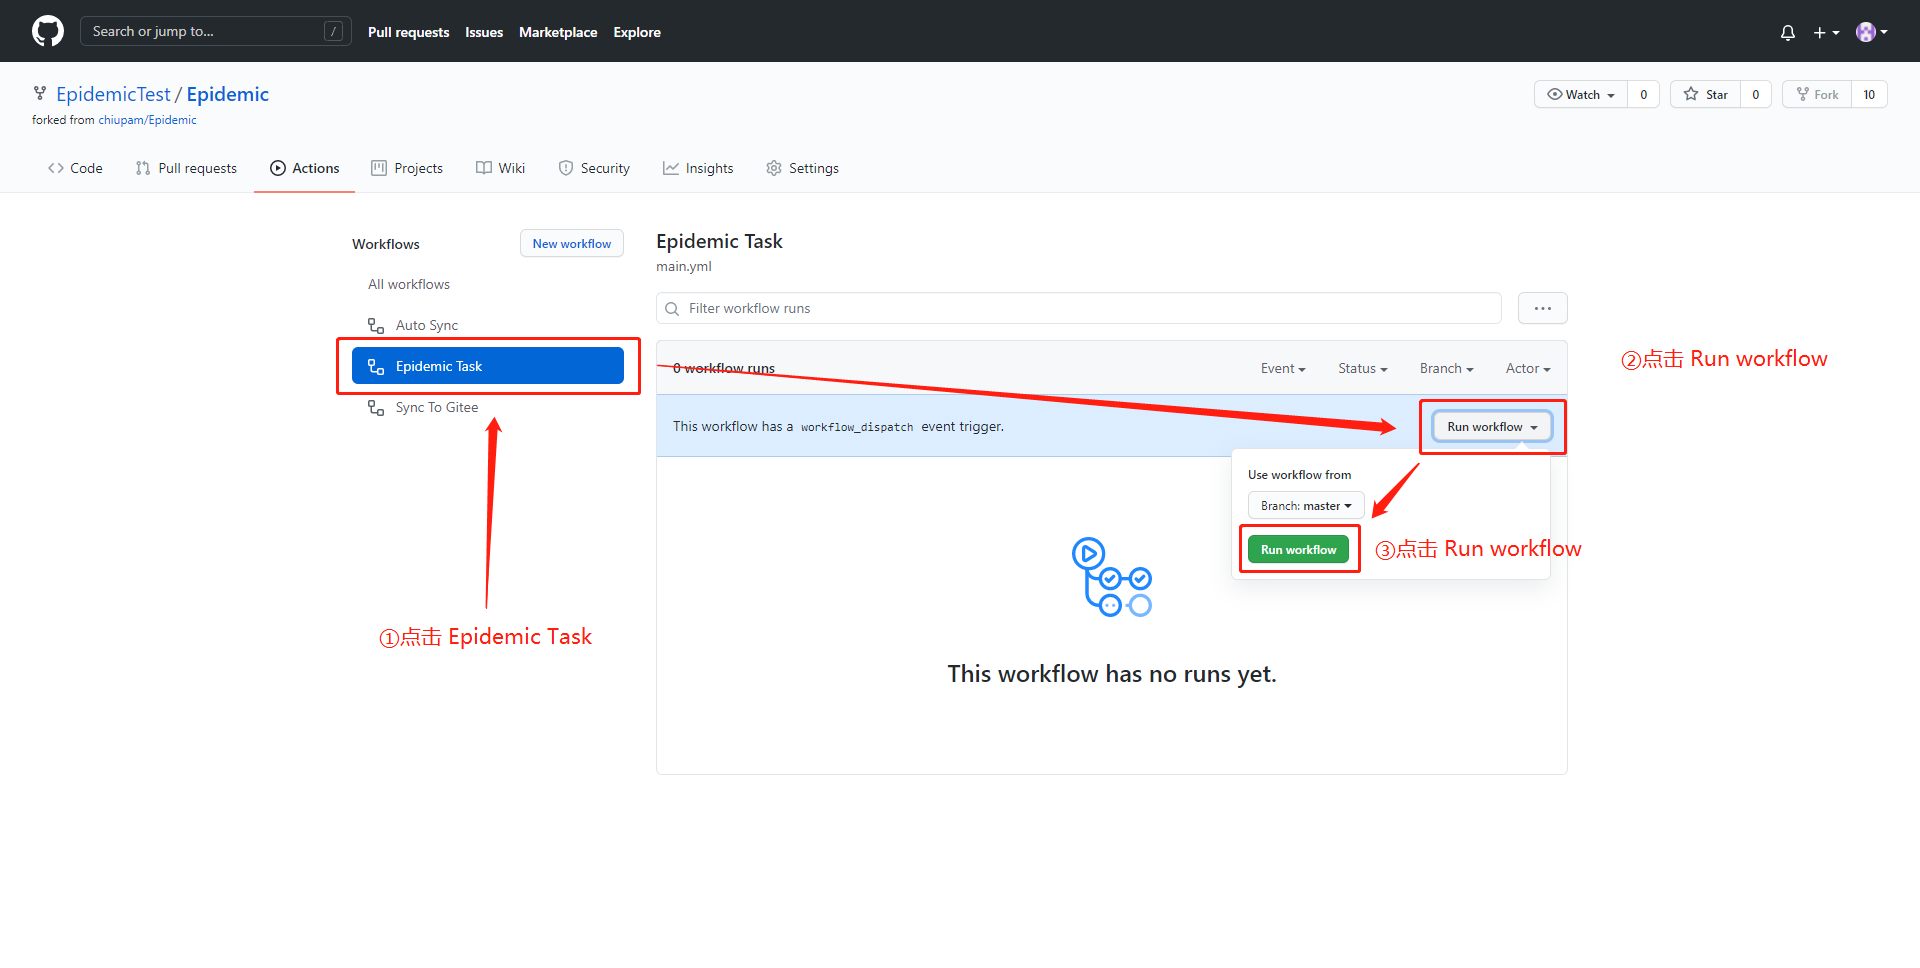 Search or jump to... /
Pull requests Issues Marketplace Explore
EpidemicTest / Epidemic
forked from chiupam/Epidemic
Watch 0 Star 0 Fork 10
Code Pull requests Actions Projects Wiki Security Insights Settings
Workflows New workflow
All workflows
Auto Sync
Epidemic Task
Sync To Gitee
①点击 Epidemic Task
Epidemic Task
main.yml
Filter workflow runs
0 workflow runs Event Status Branch Actor
②点击 Run workflow
This workflow has a workflow_dispatch event trigger. Run workflow
Use workflow from
Branch: master
Run workflow ③点击 Run workflow
This workflow has no runs yet.